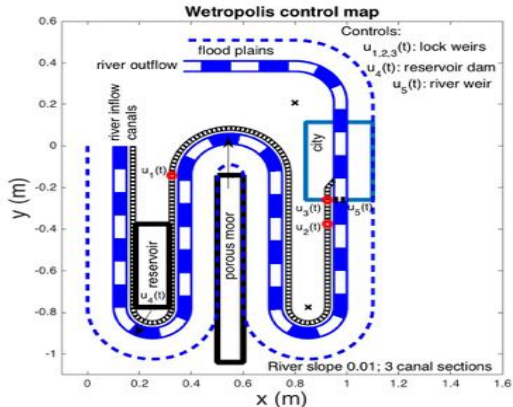 Wetropolis control map
0.6
0.4
0.2
0
-0.2
-0.4
-0.6
-0.8
-1
y (m)
flood plains
river outflow
Controls:
u1,2,3(t): lock weirs
u4(t): reservoir dam
u5(t): river weir
river inflow
canals
city
u1(t)
u3(t)
u5(t)
u2(t)
reservoir
u4(t)
porous moor
River slope 0.01; 3 canal sections
0
0.2
0.4
0.6
0.8
1
1.2
1.4
1.6
x (m)